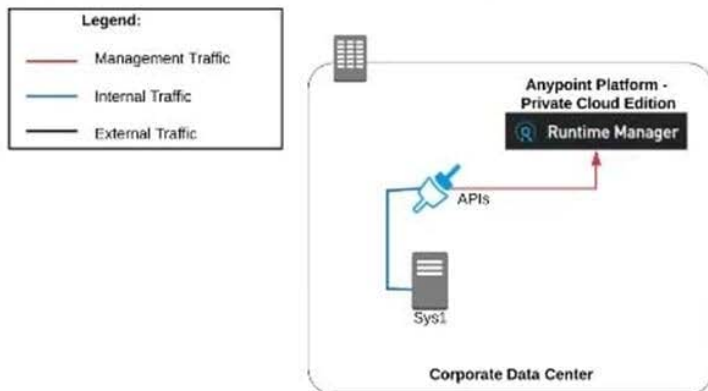 Legend:
Management Traffic
Internal Traffic
External Traffic
Anypoint Platform -
Private Cloud Edition
Runtime Manager
APIs
Sys1
Corporate Data Center